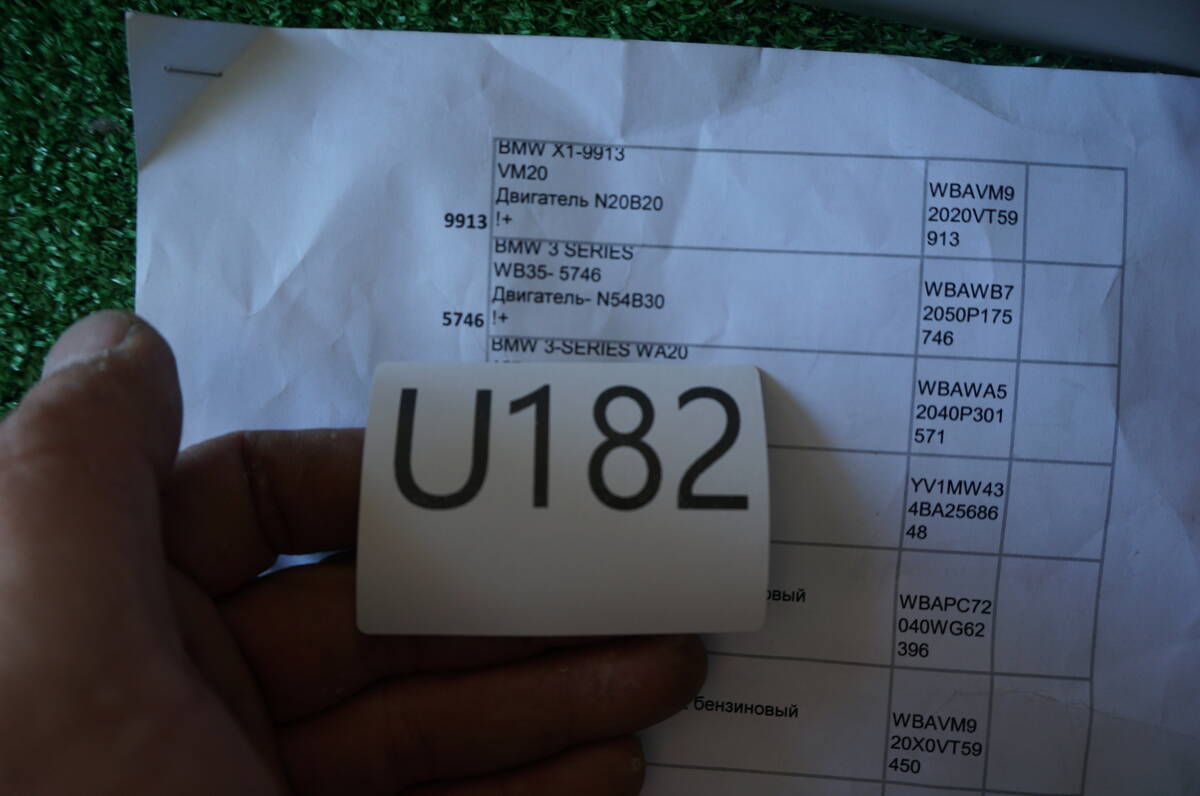 BMW X1-9913
VM20
Двигатель N20B20
9913 !+
WBAVM9
2020VT59
913
BMW 3 SERIES
WB35- 5746
Двигатель- N54B30
5746 !+
WBAWB7
2050P175
746
BMW 3-SERIES WA20
WBAWA5
2040P301
571
U182
YV1MW43
4BA25686
48
WBAPC72
040WG62
396
бензиновый
WBAVM9
20X0VT59
450